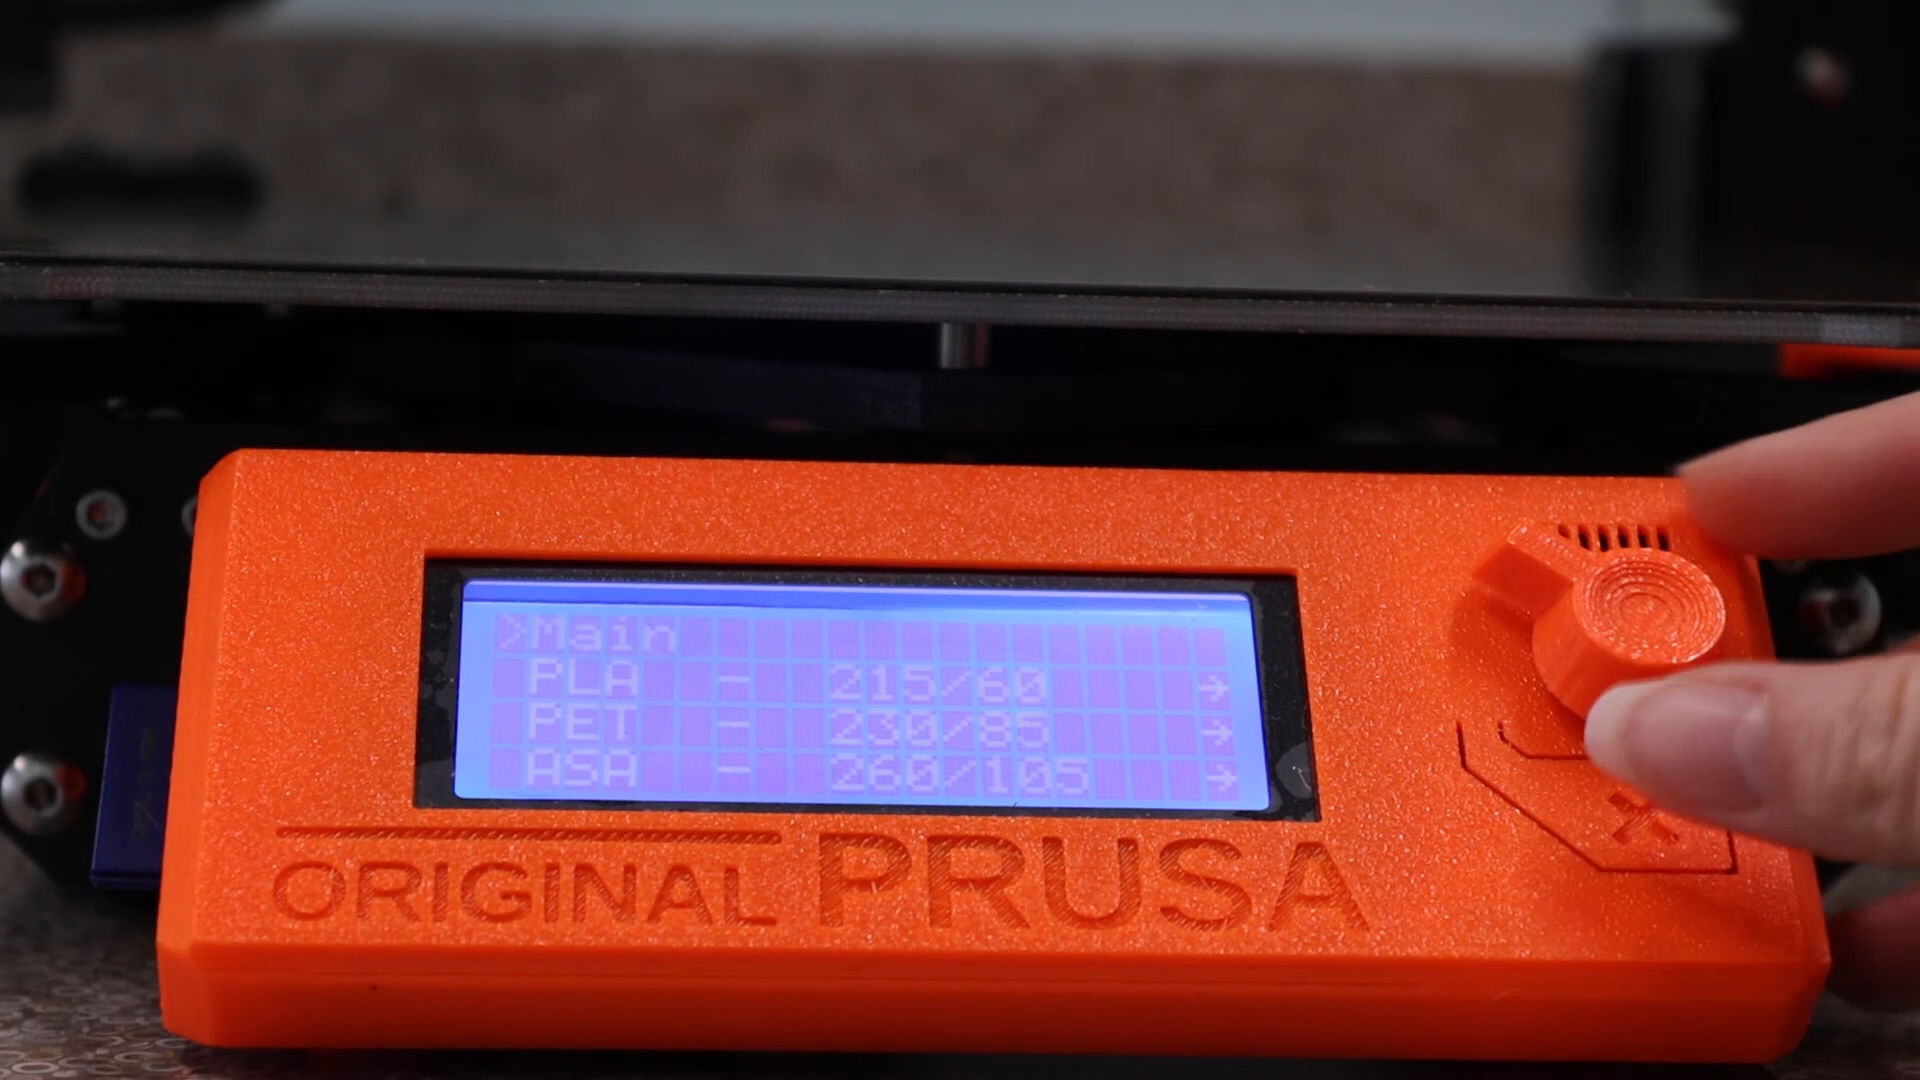 >Main
PLA - 215/60 →
PET - 230/85 →
ASA - 260/105 →
ORIGINAL PRUSA